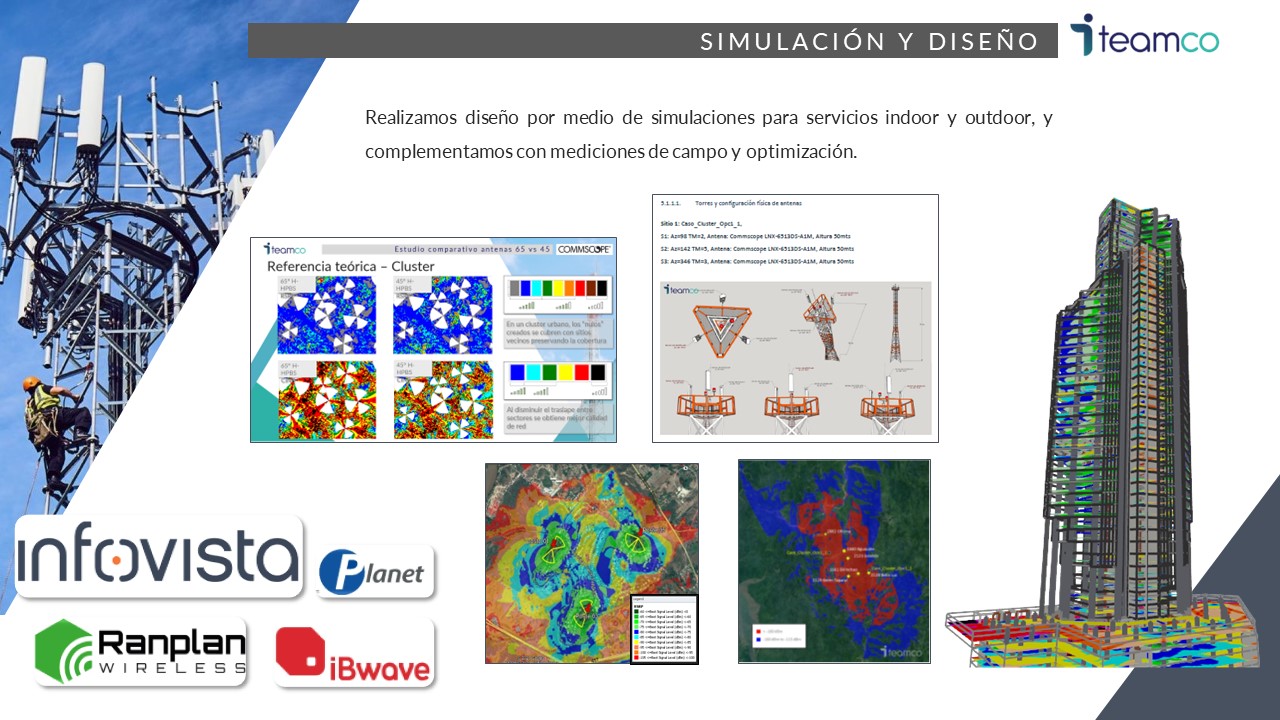 SIMULACIÓN Y DISEÑO
iteamco
Realizamos diseño por medio de simulaciones para servicios indoor y outdoor, y
complementamos con mediciones de campo y optimización.
iteamco
Estudio comparativo antenas 65 vs 45
COMMSCOPE
Referencia teórica – Cluster
65° H-
HPBS
45° H-
HPBS
En un cluster urbano, los "nulos"
creados se cubren con sitios
vecinos preservando la cobertura
65° H-
HPBS
45° H-
HPBS
Al disminuir el traslape entre
sectores se obtiene mejor calidad
de red
5.1.1.1. Torres y configuración física de antenas
Sitio 1: Caso_Cluster_Opc1_1,
S1: Az=98 TM=2, Antena: Commscope LNX-6513DS-A1M, Altura 50mts
S2: Az=142 TM=5, Antena: Commscope LNX-6513DS-A1M, Altura 50mts
S3: Az=346 TM=3, Antena: Commscope LNX-6513DS-A1M, Altura 50mts
iteamco
iteamco
infovista
Planet
Ranplan
WIRELESS
iBwave